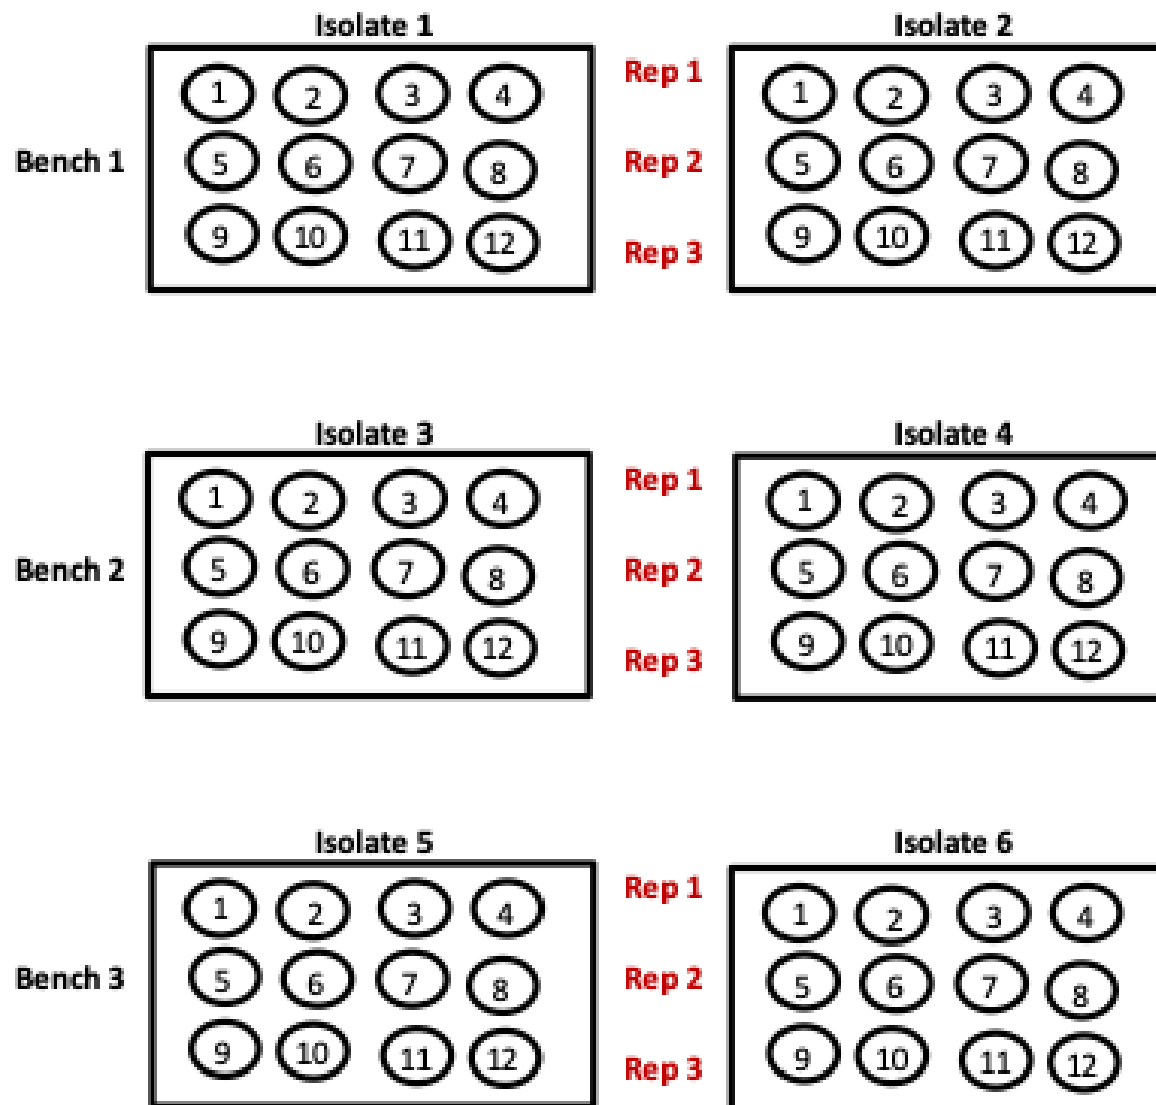 Isolate 1 Isolate 2
Rep 1
1 2 3 4 1 2 3 4
Bench 1 5 6 7 8 Rep 2 5 6 7 8
9 10 11 12 Rep 3 9 10 11 12
Isolate 3 Isolate 4
Rep 1
1 2 3 4 1 2 3 4
Bench 2 5 6 7 8 Rep 2 5 6 7 8
9 10 11 12 Rep 3 9 10 11 12
Isolate 5 Isolate 6
Rep 1
1 2 3 4 1 2 3 4
Bench 3 5 6 7 8 Rep 2 5 6 7 8
9 10 11 12 Rep 3 9 10 11 12